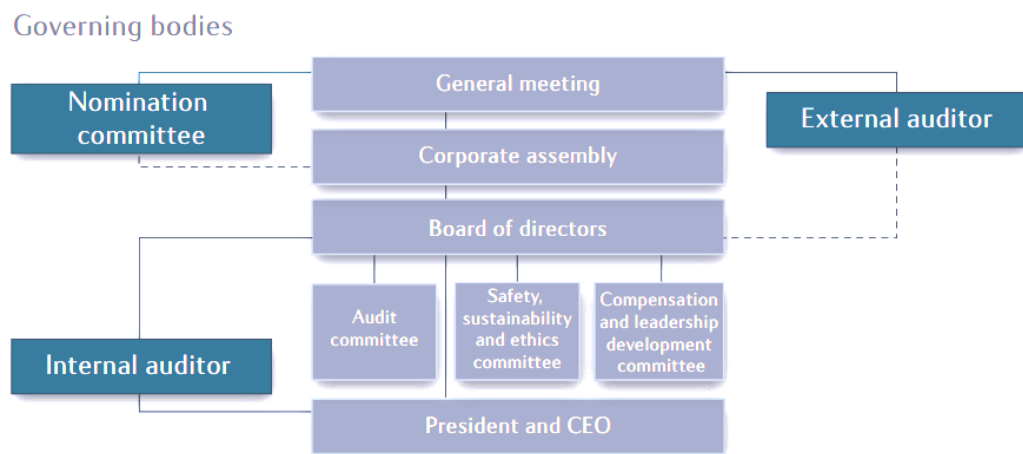 Governing bodies
General meeting
Nomination
committee
External auditor
Corporate assembly
Board of directors
Audit
committee
Safety,
sustainability
and ethics
committee
Compensation
and leadership
development
committee
Internal auditor
President and CEO